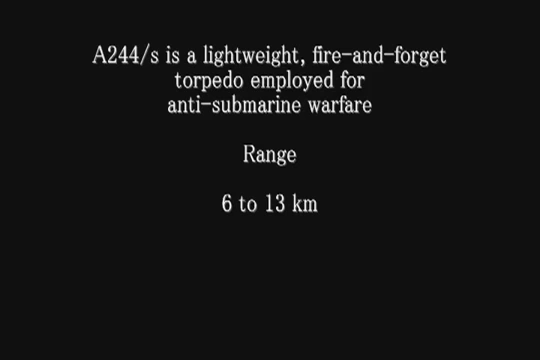 A244/s is a lightweight, fire-and-forget
torpedo employed for
anti-submarine warfare
Range
6 to 13 km